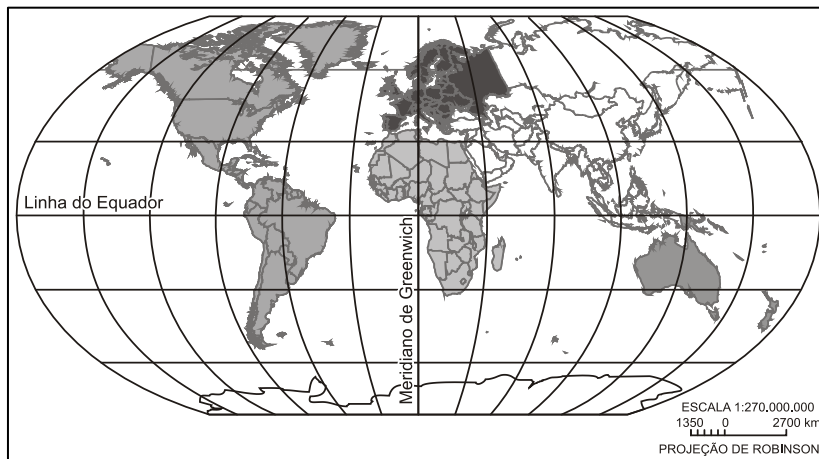 Linha do Equador
Meridiano de Greenwich
ESCALA 1:270.000.000
1350 0 2700 km
PROJEÇÃO DE ROBINSON